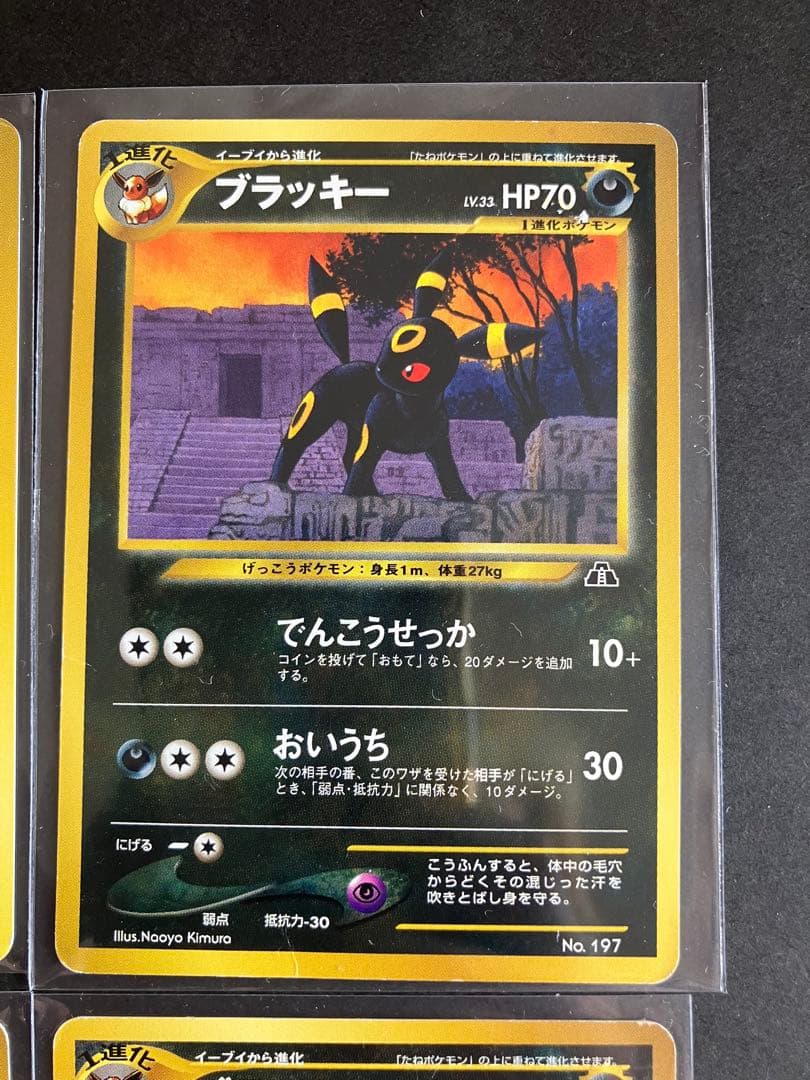 1進化
イーブイから進化
「たねポケモン」の上に重ねて進化させます。
ブラッキー
LV.33 HP70
1進化ポケモン
げっこうポケモン：身長1m、体重27kg
でんこうせっか
10+
コインを投げて「おもて」なら、20ダメージを追加
する。
おいうち
30
次の相手の番、このワザを受けた相手が「にげる」
とき、「弱点・抵抗力」に関係なく、10ダメージ。
にげる
弱点
抵抗力-30
こうふんすると、体中の毛穴
からどくその混じった汗を
吹きとばし身を守る。
Illus.Naoyo Kimura
No. 197
1進化
イーブイから進化
「たねポケモン」の上に重ねて進化させます。